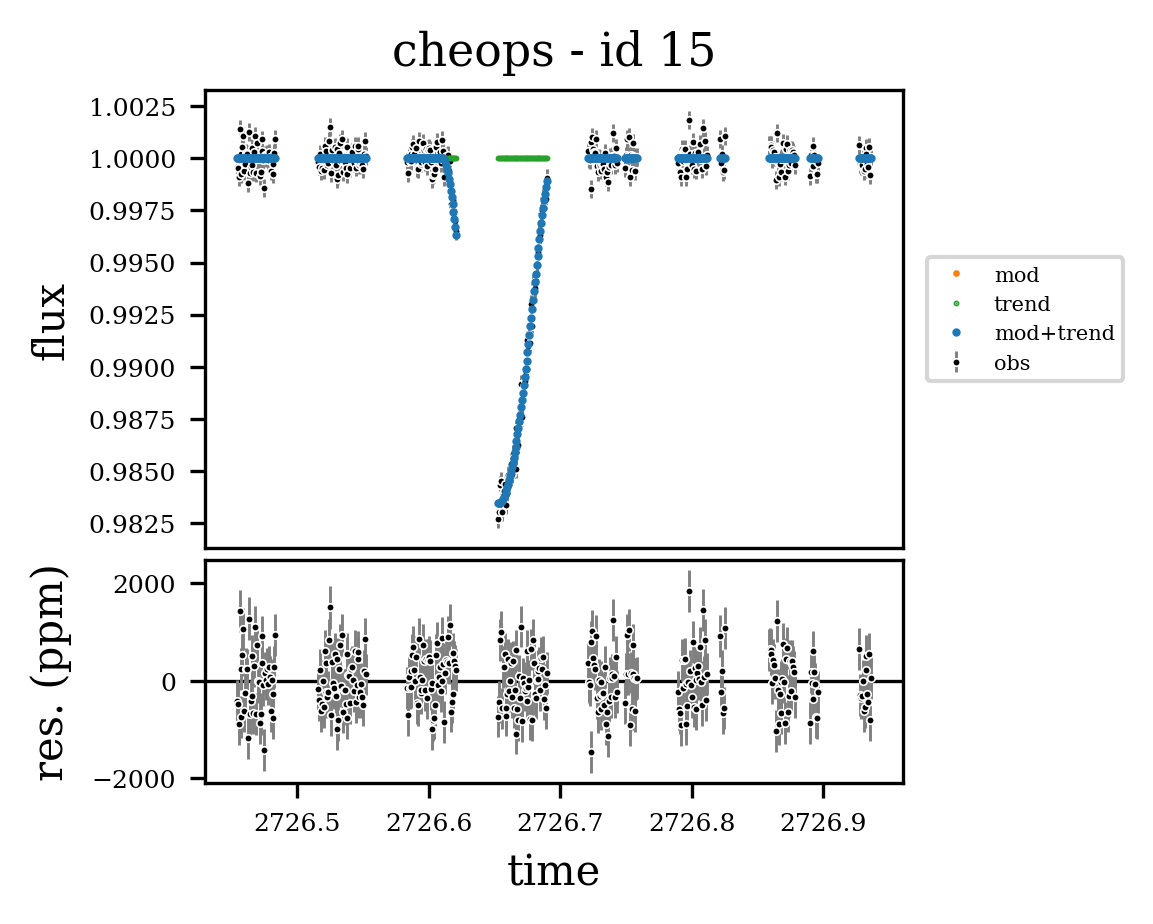 cheops - id 15
1.0025
1.0000
0.9975
0.9950
0.9925
0.9900
0.9875
0.9850
0.9825
flux
mod
trend
mod+trend
obs
2000
0
−2000
res. (ppm)
2726.5 2726.6 2726.7 2726.8 2726.9
time